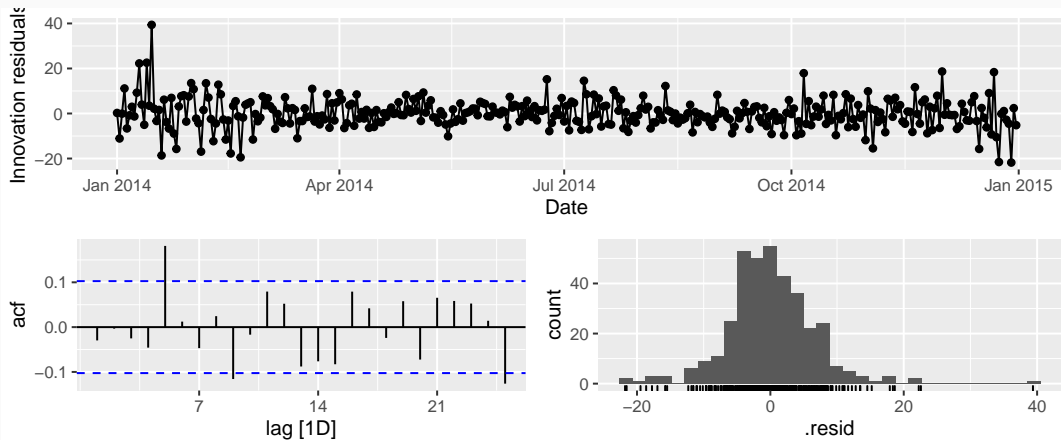 Innovation residuals
40
20
0
−20
Jan 2014
Apr 2014
Jul 2014
Oct 2014
Jan 2015
Date
acf
0.1
0.0
−0.1
7
14
21
lag [1D]
count
40
20
0
−20
0
20
40
.resid